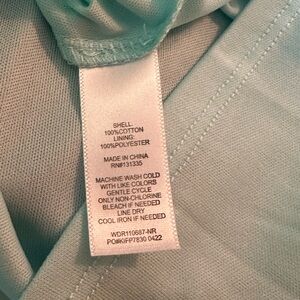 SHELL:
100%COTTON
LINING:
100%POLYESTER
MADE IN CHINA
RN#131335
MACHINE WASH COLD
WITH LIKE COLORS
GENTLE CYCLE
ONLY NON-CHLORINE
BLEACH IF NEEDED
LINE DRY
COOL IRON IF NEEDED
WDR110687-NR
PO#KIFP7830 0422